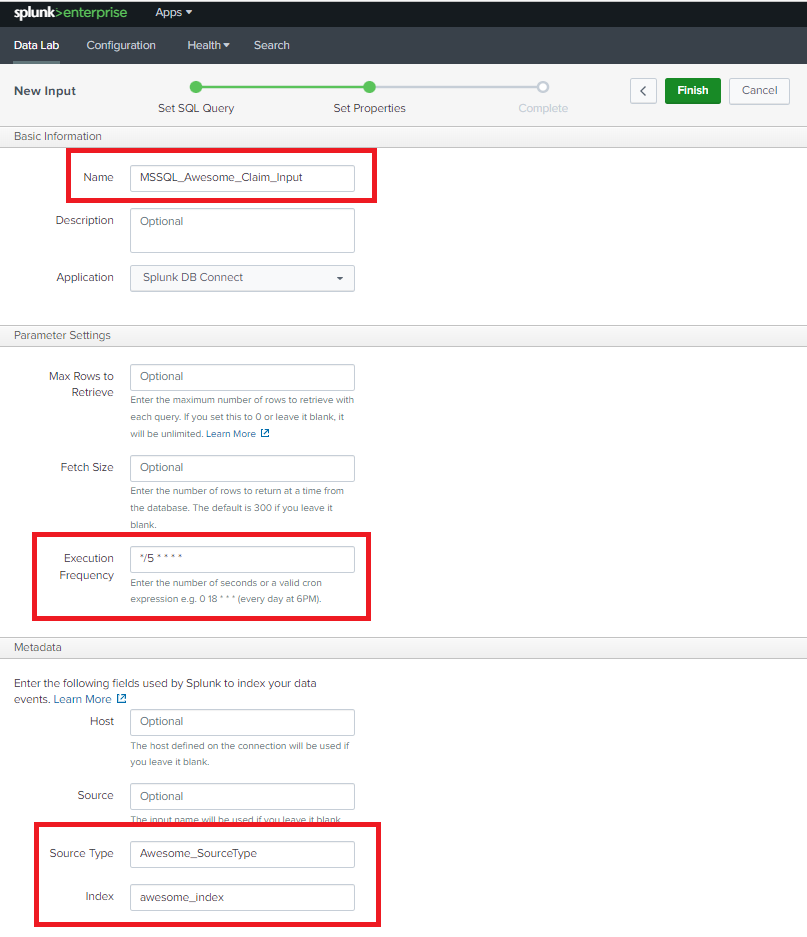 splunk>enterprise Apps
Data Lab Configuration Health Search
New Input
Set SQL Query Set Properties Complete
Finish Cancel
Basic Information
Name MSSQL_Awesome_Claim_Input
Description Optional
Application Splunk DB Connect
Parameter Settings
Max Rows to
Retrieve
Optional
Enter the maximum number of rows to retrieve with
each query. If you set this to 0 or leave it blank, it
will be unlimited. Learn More
Fetch Size Optional
Enter the number of rows to return at a time from
the database. The default is 300 if you leave it
blank.
Execution
Frequency
*/5 * * * *
Enter the number of seconds or a valid cron
expression e.g. 0 18 * * * (every day at 6PM).
Metadata
Enter the following fields used by Splunk to index your data
events. Learn More
Host Optional
The host defined on the connection will be used if
you leave it blank.
Source Optional
The input name will be used if you leave it blank
Source Type Awesome_SourceType
Index awesome_index